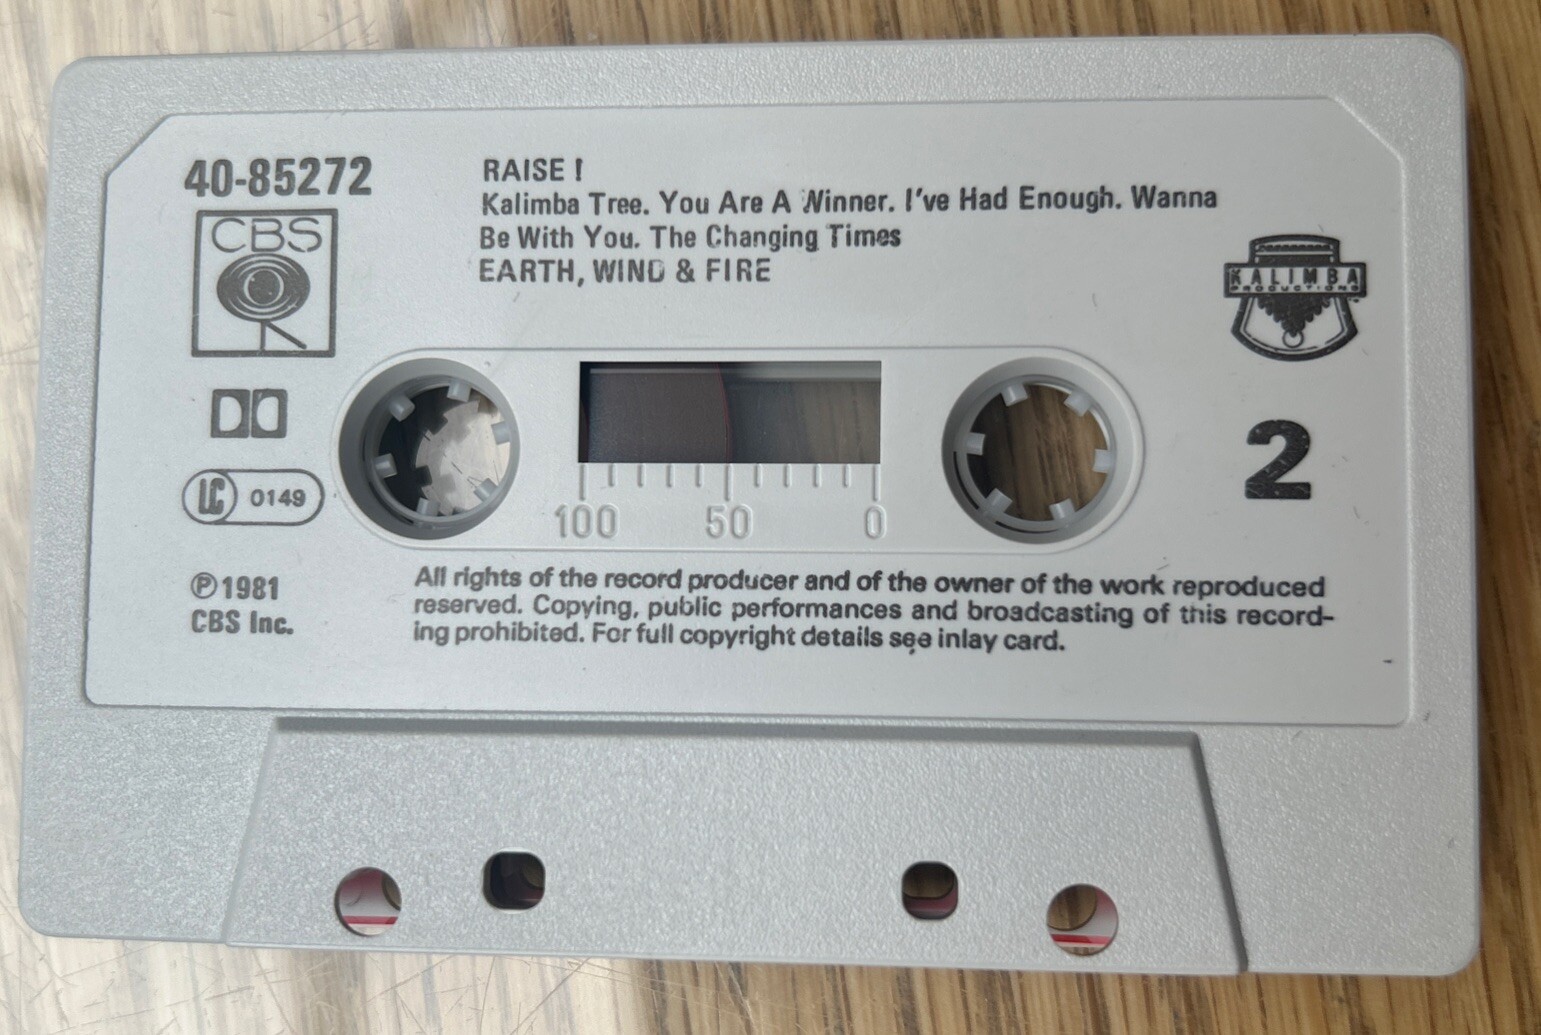 40-85272
CBS
RAISE !
Kalimba Tree. You Are A Winner. I've Had Enough. Wanna
Be With You. The Changing Times
EARTH, WIND & FIRE
KALIMBA
PRODUCTIONS
LC 0149
2
100 50 0
℗ 1981
CBS Inc.
All rights of the record producer and of the owner of the work reproduced
reserved. Copying, public performances and broadcasting of this record-
ing prohibited. For full copyright details see inlay card.